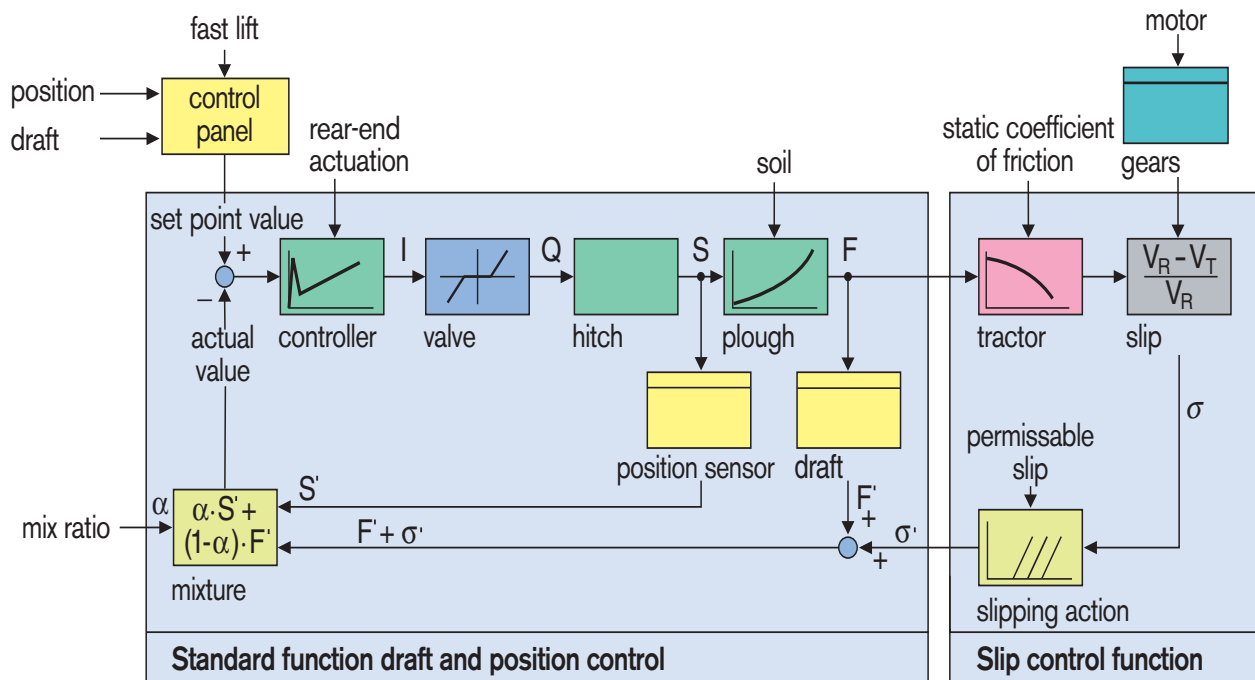 fast lift
motor
position
draft
control
panel
rear-end
actuation
soil
static coefficient
of friction
gears
set point value
+
−
I
Q
S
F
V_R - V_T
V_R
actual
value
controller
valve
hitch
plough
tractor
slip
σ
position sensor
draft
permissable
slip
mix ratio
α
α·S' +
(1-α)·F'
mixture
S'
F' + σ'
F'
+
+
σ'
slipping action
Standard function draft and position control
Slip control function